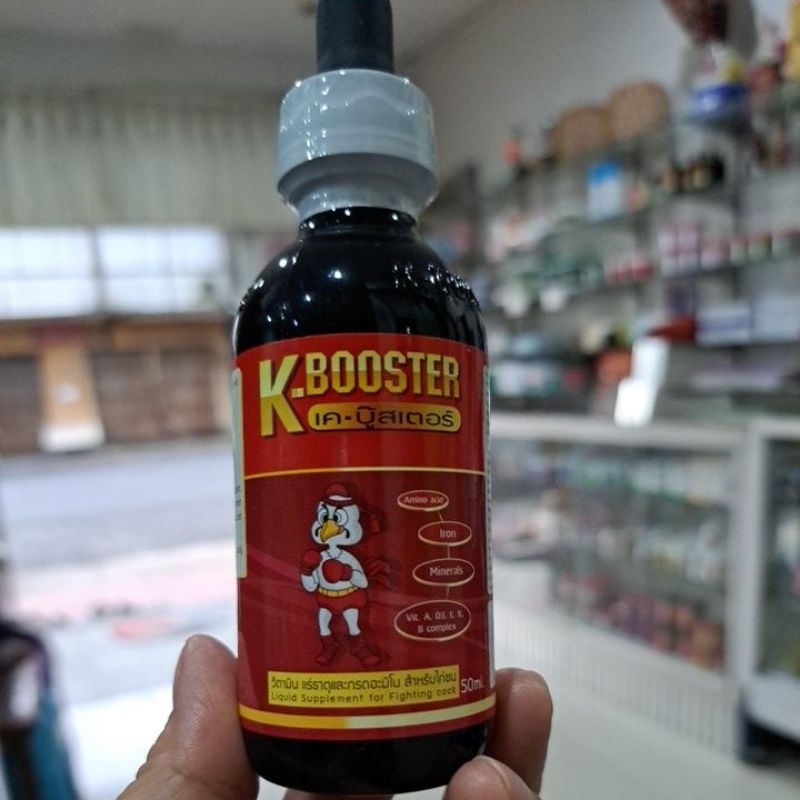 K.BOOSTER
เค-บู๊สเตอร์
Amino acid
Iron
Minerals
Vit. A, D3, E, K,
B complex
วิตามิน แร่ธาตุและกรดอะมิโน สำหรับไก่ชน
Liquid Supplement for Fighting cock
50ml.